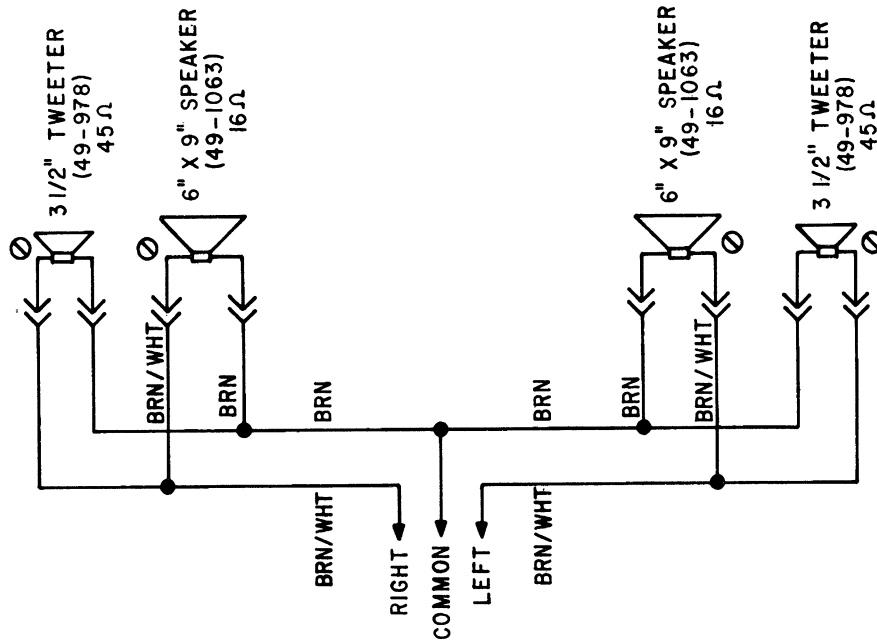 3 1/2" TWEETER
(49-978)
45Ω
6" X 9" SPEAKER
(49-1063)
16Ω
6" X 9" SPEAKER
(49-1063)
16Ω
3 1/2" TWEETER
(49-978)
45Ω
BRN/WHT
BRN
BRN
BRN
BRN
BRN/WHT
BRN/WHT
RIGHT
COMMON
LEFT
BRN/WHT